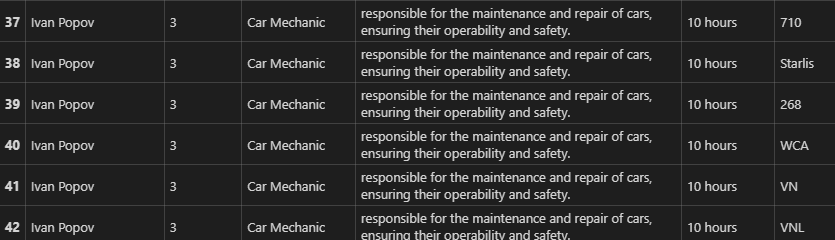 37 Ivan Popov 3 Car Mechanic responsible for the maintenance and repair of cars, ensuring their operability and safety. 10 hours 710
38 Ivan Popov 3 Car Mechanic responsible for the maintenance and repair of cars, ensuring their operability and safety. 10 hours Starlis
39 Ivan Popov 3 Car Mechanic responsible for the maintenance and repair of cars, ensuring their operability and safety. 10 hours 268
40 Ivan Popov 3 Car Mechanic responsible for the maintenance and repair of cars, ensuring their operability and safety. 10 hours WCA
41 Ivan Popov 3 Car Mechanic responsible for the maintenance and repair of cars, ensuring their operability and safety. 10 hours VN
42 Ivan Popov 3 Car Mechanic responsible for the maintenance and repair of cars, ensuring their operability and safety. 10 hours VNL